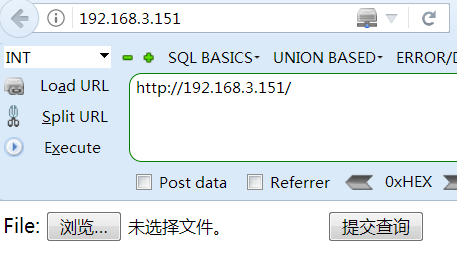 192.168.3.151
INT SQL BASICS UNION BASED ERROR/D
Load URL http://192.168.3.151/
Split URL
Execute
Post data Referrer 0xHEX
File: 浏览... 未选择文件。 提交查询